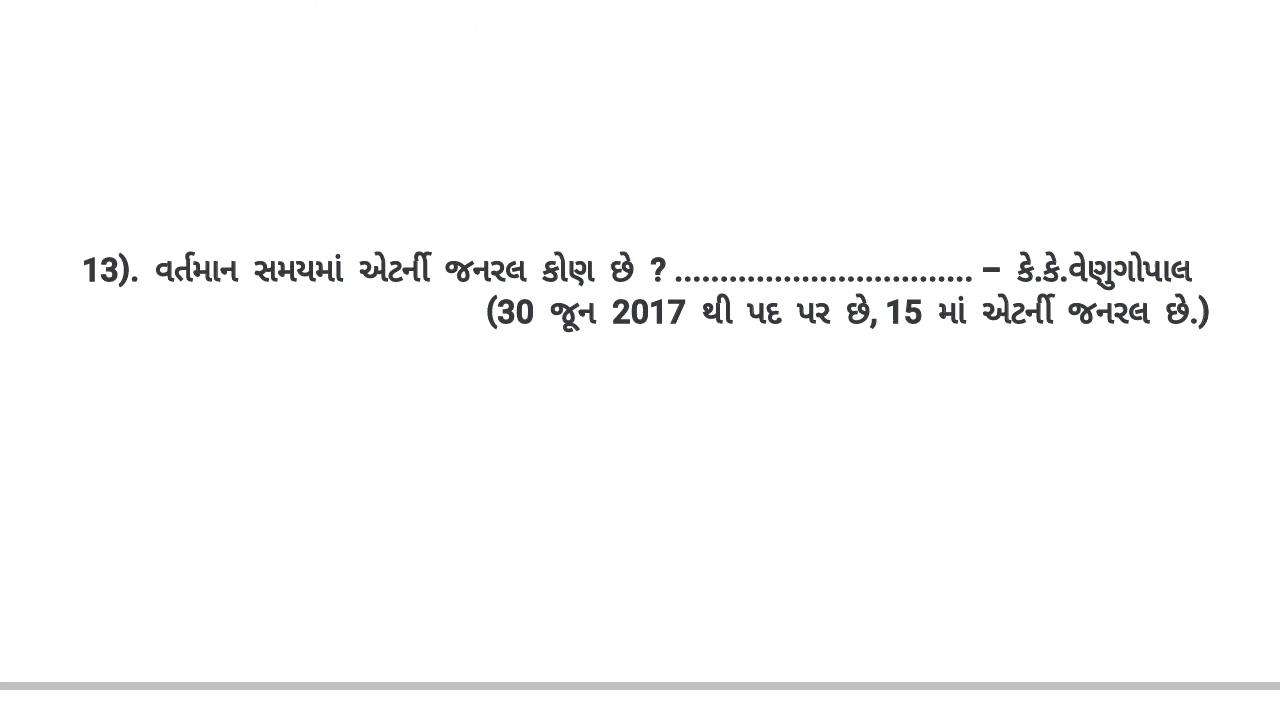 13). વર્તમાન સમયમાં એટર્ની જનરલ કોણ છે ? ................................. – કે.કે.વેણુગોપાલ
(30 જૂન 2017 થી પદ પર છે, 15 માં એટર્ની જનરલ છે.)